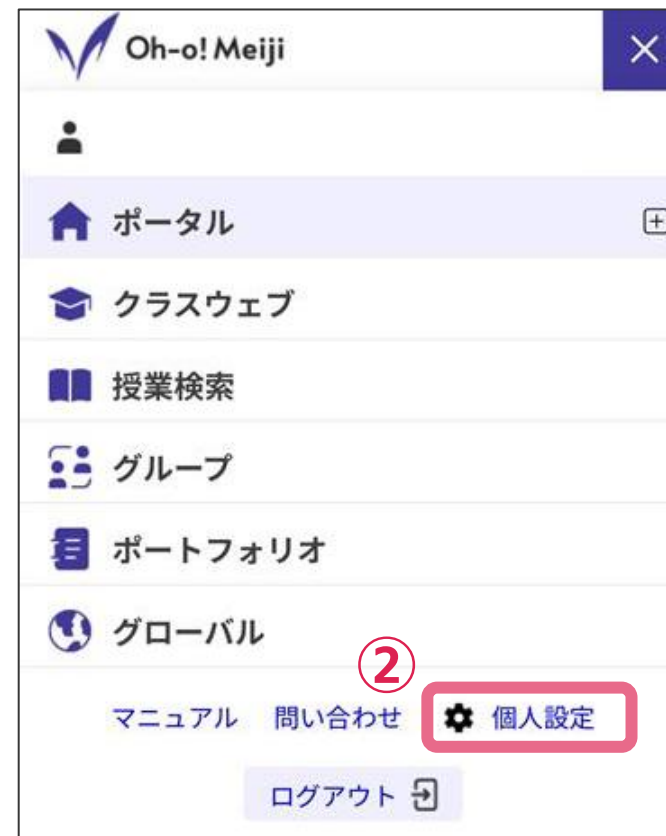 Oh-o! Meiji
ポータル
クラスウェブ
授業検索
グループ
ポートフォリオ
グローバル
②
マニュアル 問い合わせ 個人設定
ログアウト